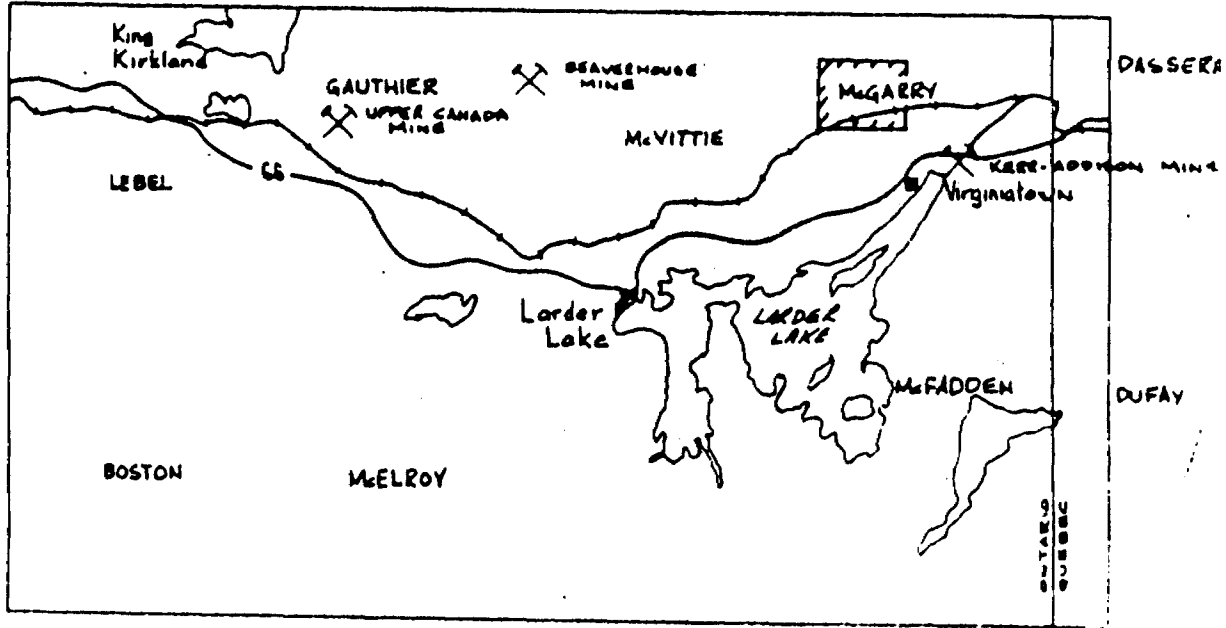 King
Kirkland
GAUTHIER
UPPER CANADA
MINE
BEAVERHOUSE
MINE
McVITTIE
McGARRY
DASSERA
KERR-ADDISON MINE
Virginiatown
LEBEL
66
Larder
Lake
LARDER
LAKE
McFADDEN
DUFAY
BOSTON
McELROY
ONTARIO
QUEBEC